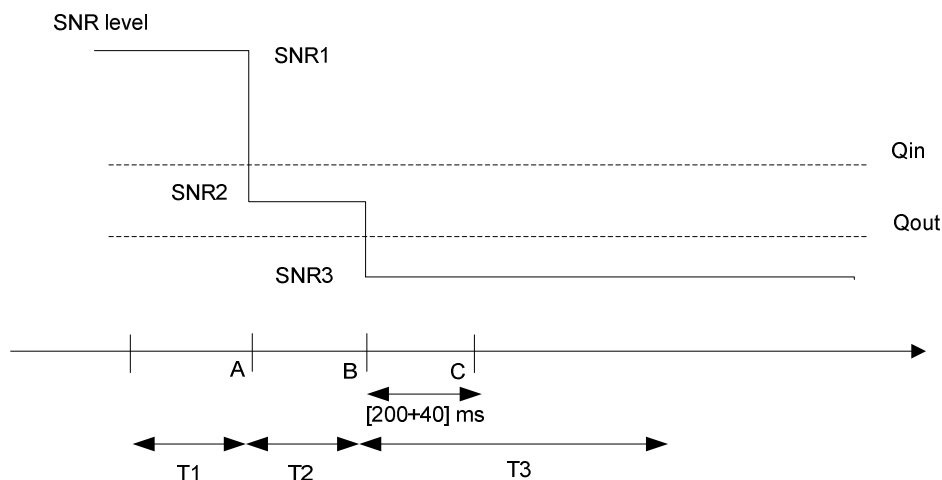 SNR level
SNR1
Qin
SNR2
Qout
SNR3
A
B
C
[200+40] ms
T1
T2
T3